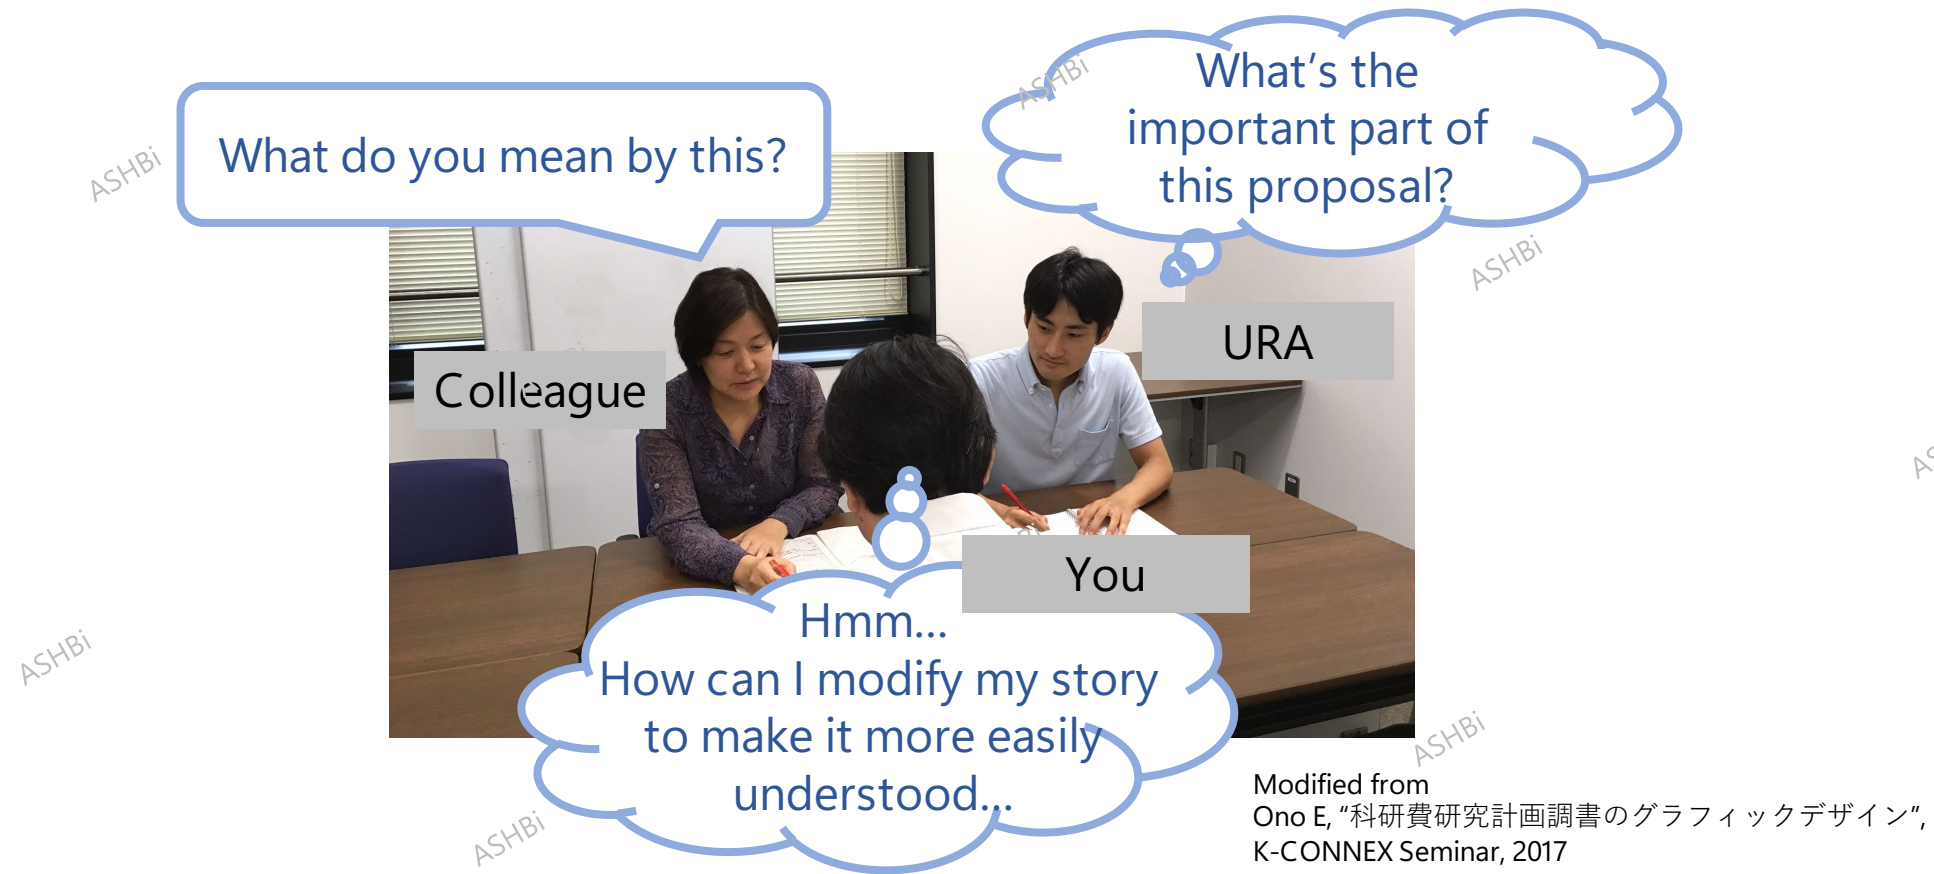 What do you mean by this?
What's the
important part of
this proposal?
URA
Colleague
You
Hmm...
How can I modify my story
to make it more easily
understood...
Modified from
Ono E, "科研費研究計画調書のグラフィックデザイン",
K-CONNEX Seminar, 2017
ASHBi
ASHBi
ASHBi
ASHBi
ASHBi
ASHBi